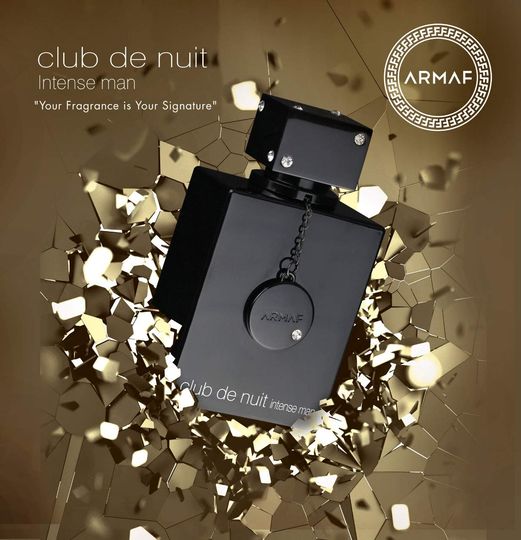 club de nuit
Intense man
"Your Fragrance is Your Signature"
ARMAF
ARMAF
club de nuit intense man